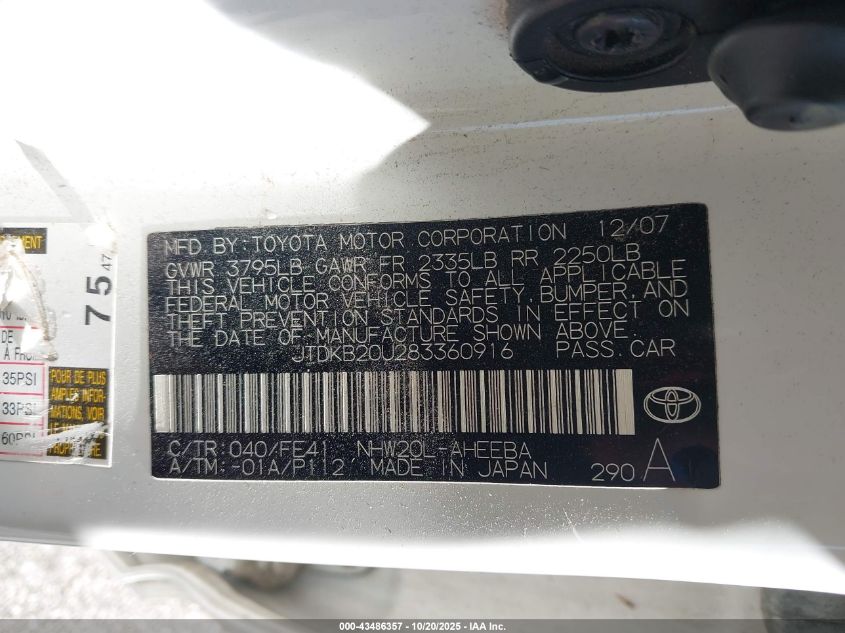 MFD BY: TOYOTA MOTOR CORPORATION 12/07
GVWR 3795LB GAWR FR 2335LB RR 2250LB
THIS VEHICLE CONFORMS TO ALL APPLICABLE
FEDERAL MOTOR VEHICLE SAFETY, BUMPER, AND
THEFT PREVENTION STANDARDS IN EFFECT ON
THE DATE OF MANUFACTURE SHOWN ABOVE.
JTDKB20U283360916 PASS. CAR
C/TR: 040/FE41 NHW20L-AHEEBA
A/TM: -01A/P112 MADE IN JAPAN
290 A
75 47
DE
35PSI
33PSI
60PSI
POUR DE
AMPLES INFOR-
MATIONS, VOIR
000-43486357 | 10/20/2025 - IAA Inc.